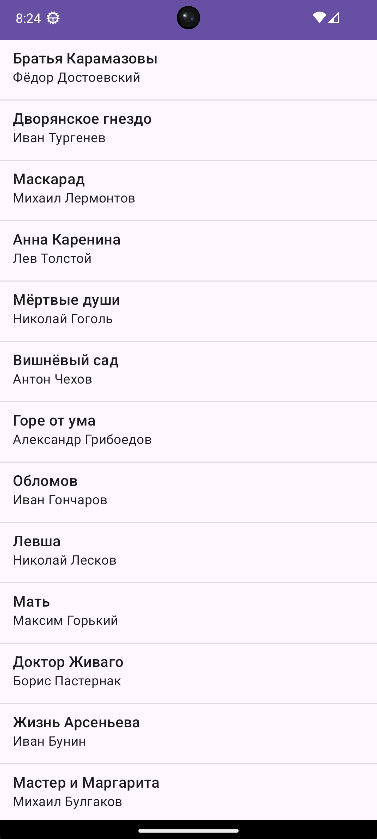 8:24
Братья Карамазовы
Фёдор Достоевский
Дворянское гнездо
Иван Тургенев
Маскарад
Михаил Лермонтов
Анна Каренина
Лев Толстой
Мёртвые души
Николай Гоголь
Вишнёвый сад
Антон Чехов
Горе от ума
Александр Грибоедов
Обломов
Иван Гончаров
Левша
Николай Лесков
Мать
Максим Горький
Доктор Живаго
Борис Пастернак
Жизнь Арсеньева
Иван Бунин
Мастер и Маргарита
Михаил Булгаков